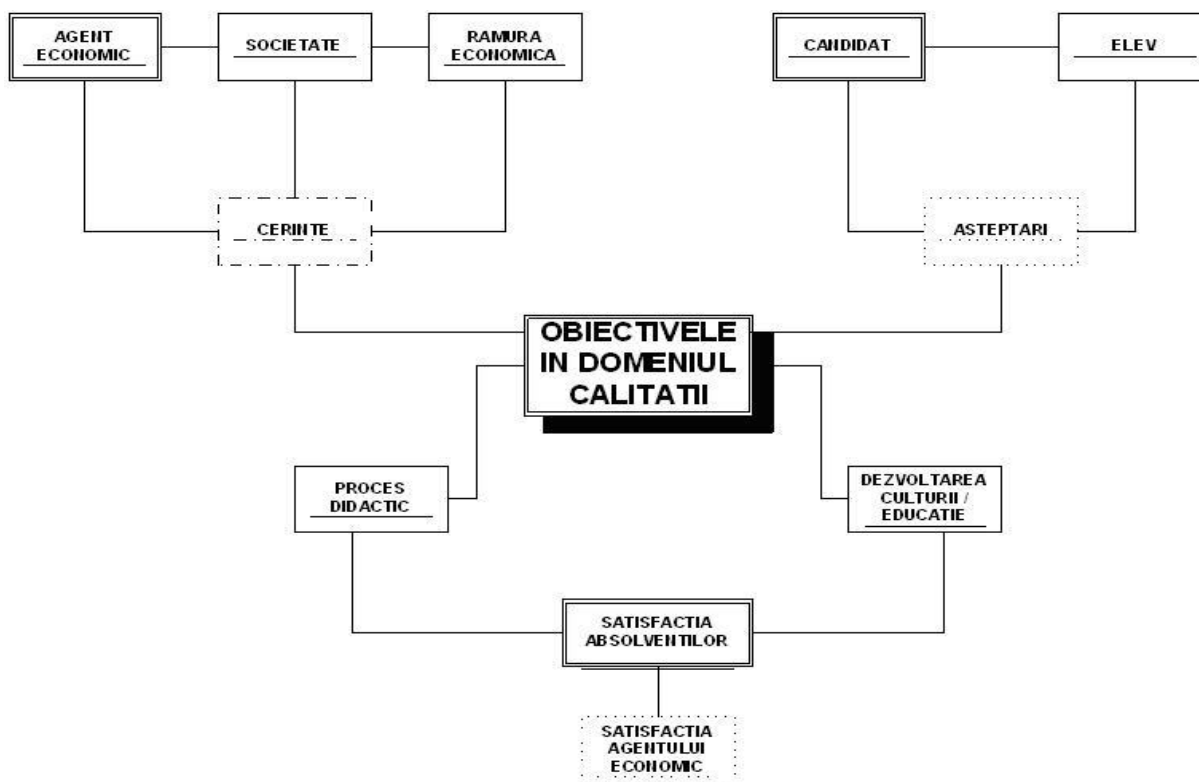 AGENT
ECONOMIC
SOCIETATE
RAMURA
ECONOMICA
CANDIDAT
ELEV
CERINTE
ASTEPTARI
OBIECTIVELE
IN DOMENIUL
CALITATII
PROCES
DIDACTIC
DEZVOLTAREA
CULTURII /
EDUCATIE
SATISFACTIA
ABSOLVENTILOR
SATISFACTIA
AGENTULUI
ECONOMIC